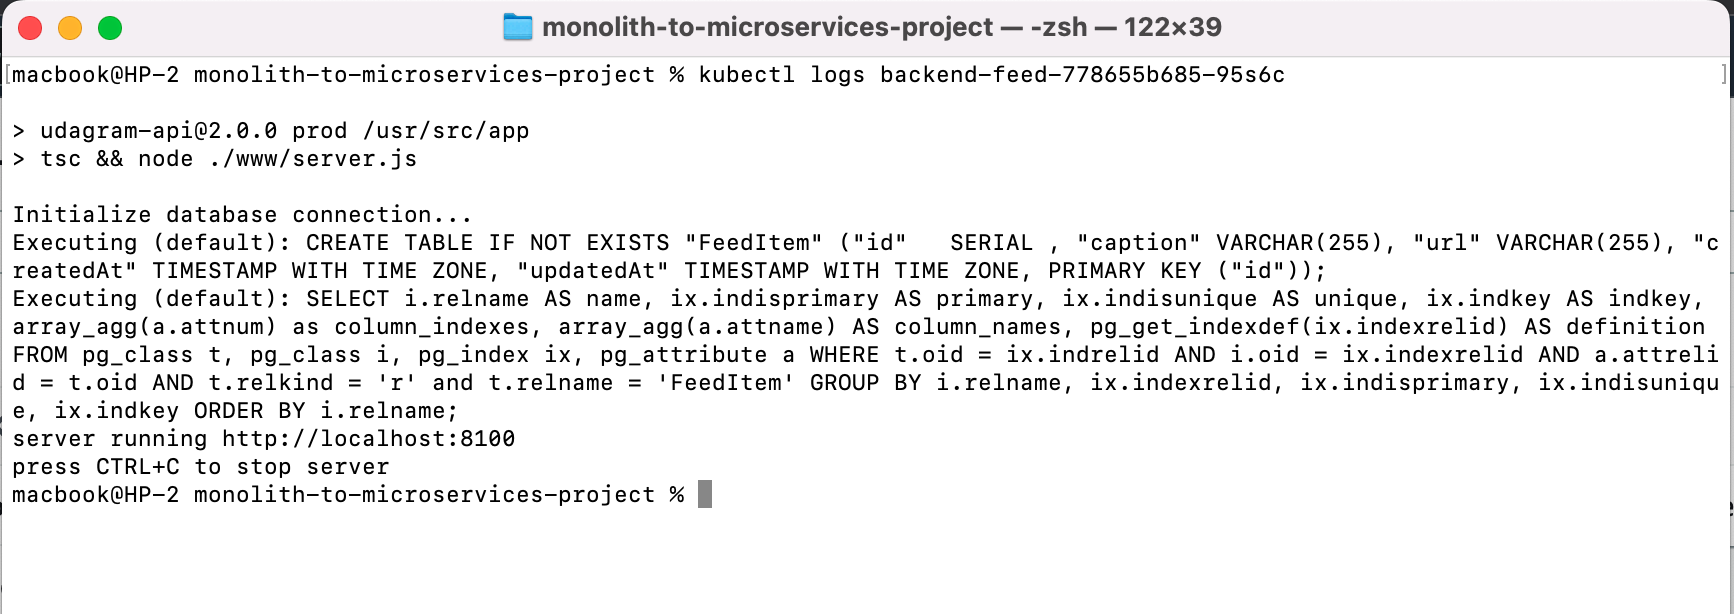 monolith-to-microservices-project — -zsh — 122×39
[macbook@HP-2 monolith-to-microservices-project % kubectl logs backend-feed-778655b685-95s6c ]
> udagram-api@2.0.0 prod /usr/src/app
> tsc && node ./www/server.js
Initialize database connection...
Executing (default): CREATE TABLE IF NOT EXISTS "FeedItem" ("id"   SERIAL , "caption" VARCHAR(255), "url" VARCHAR(255), "c
reatedAt" TIMESTAMP WITH TIME ZONE, "updatedAt" TIMESTAMP WITH TIME ZONE, PRIMARY KEY ("id"));
Executing (default): SELECT i.relname AS name, ix.indisprimary AS primary, ix.indisunique AS unique, ix.indkey AS indkey,
array_agg(a.attnum) as column_indexes, array_agg(a.attname) AS column_names, pg_get_indexdef(ix.indexrelid) AS definition
FROM pg_class t, pg_class i, pg_index ix, pg_attribute a WHERE t.oid = ix.indrelid AND i.oid = ix.indexrelid AND a.attreli
d = t.oid AND t.relkind = 'r' and t.relname = 'FeedItem' GROUP BY i.relname, ix.indexrelid, ix.indisprimary, ix.indisuniqu
e, ix.indkey ORDER BY i.relname;
server running http://localhost:8100
press CTRL+C to stop server
macbook@HP-2 monolith-to-microservices-project %